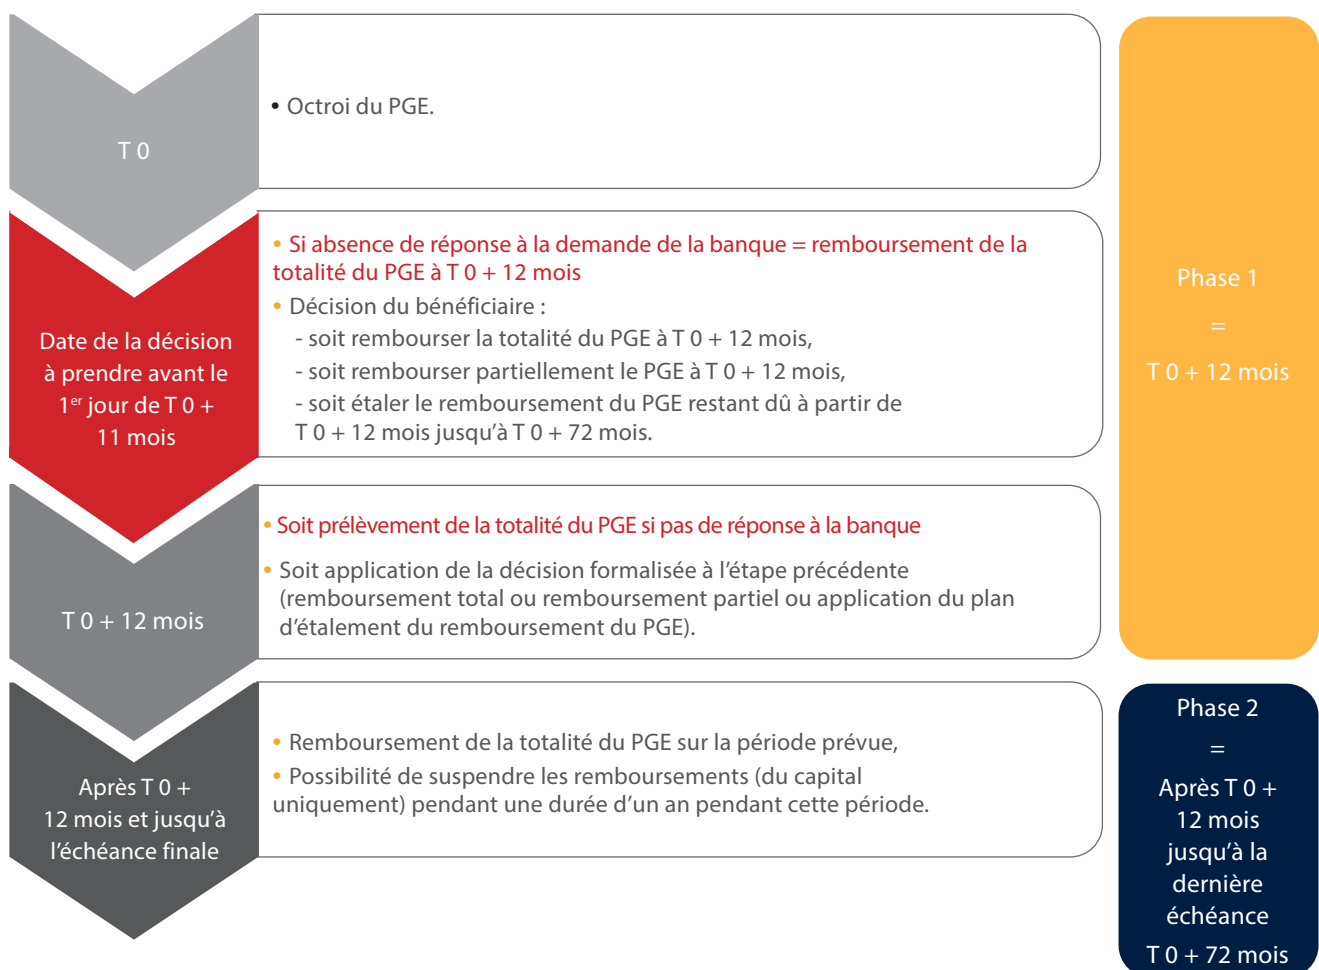 T 0
• Octroi du PGE.
Date de la décision
à prendre avant le
1er jour de T 0 +
11 mois
• Si absence de réponse à la demande de la banque = remboursement de la
totalité du PGE à T 0 + 12 mois
• Décision du bénéficiaire :
- soit rembourser la totalité du PGE à T 0 + 12 mois,
- soit rembourser partiellement le PGE à T 0 + 12 mois,
- soit étaler le remboursement du PGE restant dû à partir de
T 0 + 12 mois jusqu'à T 0 + 72 mois.
T 0 + 12 mois
• Soit prélèvement de la totalité du PGE si pas de réponse à la banque
• Soit application de la décision formalisée à l’étape précédente
(remboursement total ou remboursement partiel ou application du plan
d’étalement du remboursement du PGE).
Après T 0 +
12 mois et jusqu’à
l’échéance finale
• Remboursement de la totalité du PGE sur la période prévue,
• Possibilité de suspendre les remboursements (du capital
uniquement) pendant une durée d’un an pendant cette période.
Phase 1
=
T 0 + 12 mois
Phase 2
=
Après T 0 +
12 mois
jusqu’à la
dernière
échéance
T 0 + 72 mois